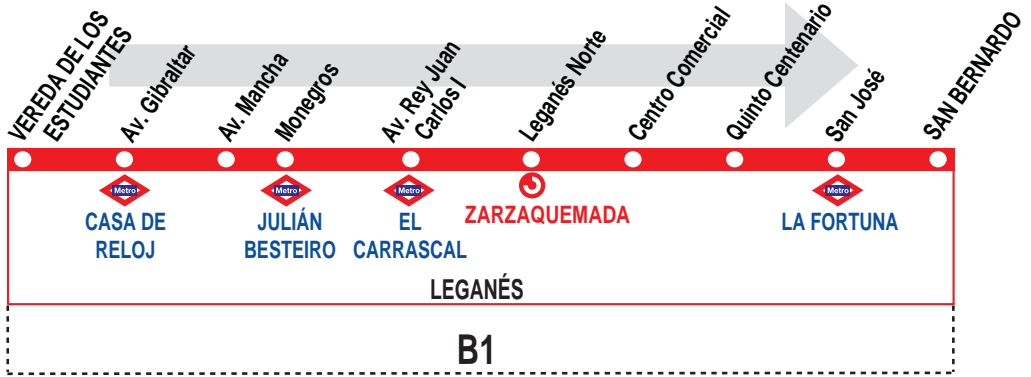 VEREDA DE LOS
ESTUDIANTES
Av. Gibraltar
Av. Mancha
Monegros
Av. Rey Juan
Carlos I
Leganés Norte
Centro Comercial
Quinto Centenario
San José
SAN BERNARDO
Metro
CASA DE
RELOJ
Metro
JULIÁN
BESTEIRO
Metro
EL
CARRASCAL
ZARZAQUEMADA
Metro
LA FORTUNA
LEGANÉS
B1